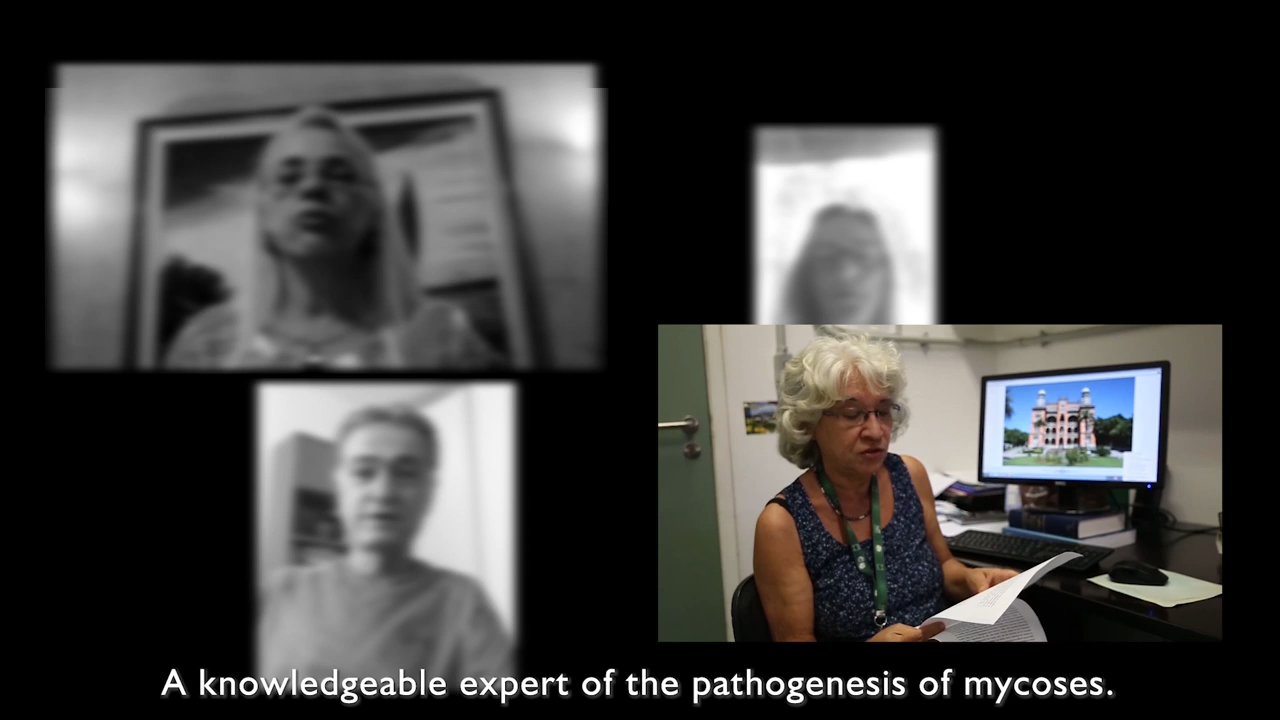 A knowledgeable expert of the pathogenesis of mycoses.